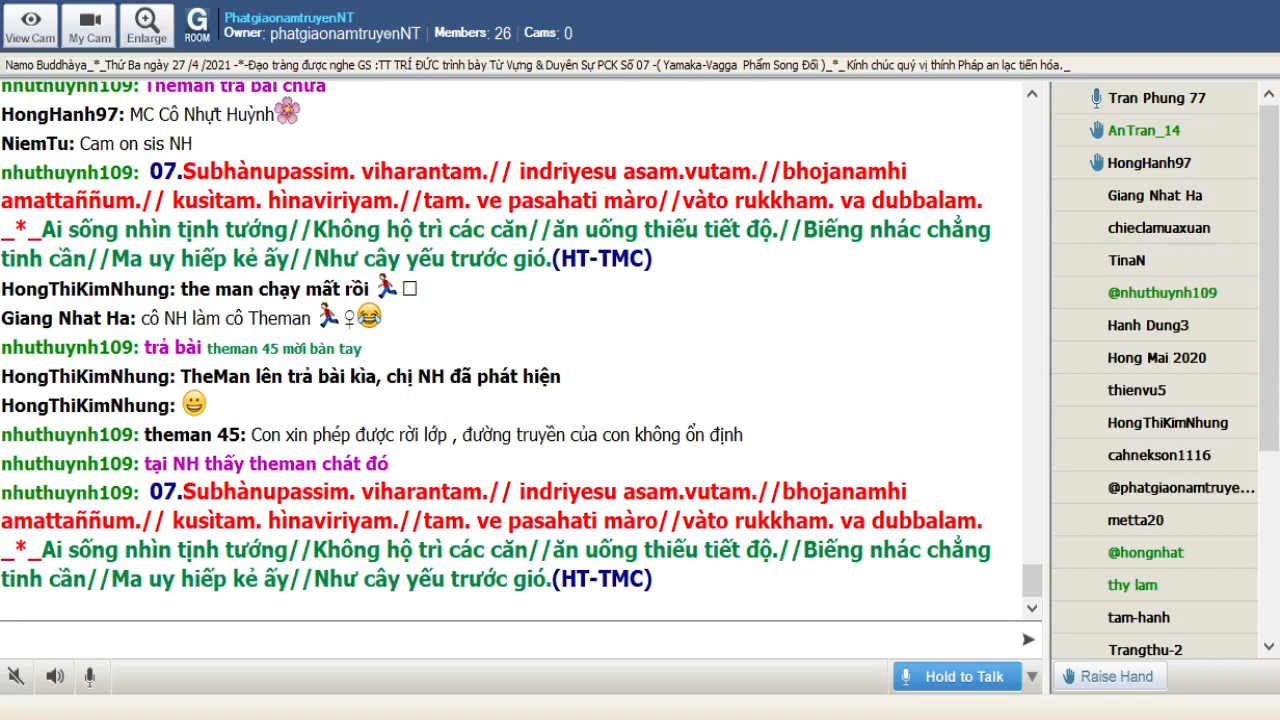 View Cam
My Cam
Enlarge
G
ROOM
PhatgiaonamtruyenNT
Owner: phatgiaonamtruyenNT | Members: 26 | Cams: 0
Namo Buddhàya_*_Thứ Ba ngày 27 /4 /2021 -*-Đạo tràng được nghe GS :TT TRÍ ĐỨC trình bày Từ Vựng & Duyên Sự PCK Số 07 -( Yamaka-Vagga Phẩm Song Đối )_*_Kính chúc quý vị thính Pháp an lạc tiến hóa._
nhuthuynh109: Theman trả bài chưa
HongHanh97: MC Cô Nhựt Huỳnh
NiemTu: Cam on sis NH
nhuthuynh109: 07.Subhànupassim. viharantam.// indriyesu asam.vutam.//bhojanamhi
amattaññum.// kusìtam. hìnaviriyam.//tam. ve pasahati màro//vàto rukkham. va dubbalam.
_*_Ai sống nhìn tịnh tướng//Không hộ trì các căn//ăn uống thiếu tiết độ.//Biếng nhác chẳng
tinh cần//Ma uy hiếp kẻ ấy//Như cây yếu trước gió.(HT-TMC)
HongThiKimNhung: the man chạy mất rồi
Giang Nhat Ha: cô NH làm cô Theman ♀
nhuthuynh109: trả bài theman 45 mời bàn tay
HongThiKimNhung: TheMan lên trả bài kìa, chị NH đã phát hiện
HongThiKimNhung:
nhuthuynh109: theman 45: Con xin phép được rời lớp , đường truyền của con không ổn định
nhuthuynh109: tại NH thấy theman chát đó
nhuthuynh109: 07.Subhànupassim. viharantam.// indriyesu asam.vutam.//bhojanamhi
amattaññum.// kusìtam. hìnaviriyam.//tam. ve pasahati màro//vàto rukkham. va dubbalam.
_*_Ai sống nhìn tịnh tướng//Không hộ trì các căn//ăn uống thiếu tiết độ.//Biếng nhác chẳng
tinh cần//Ma uy hiếp kẻ ấy//Như cây yếu trước gió.(HT-TMC)
Hold to Talk
Tran Phung 77
AnTran_14
HongHanh97
Giang Nhat Ha
chieclamuaxuan
TinaN
@nhuthuynh109
Hanh Dung3
Hong Mai 2020
thienvu5
HongThiKimNhung
cahnekson1116
@phatgiaonamtruye...
metta20
@hongnhat
thy lam
tam-hanh
Trangthu-2
Raise Hand